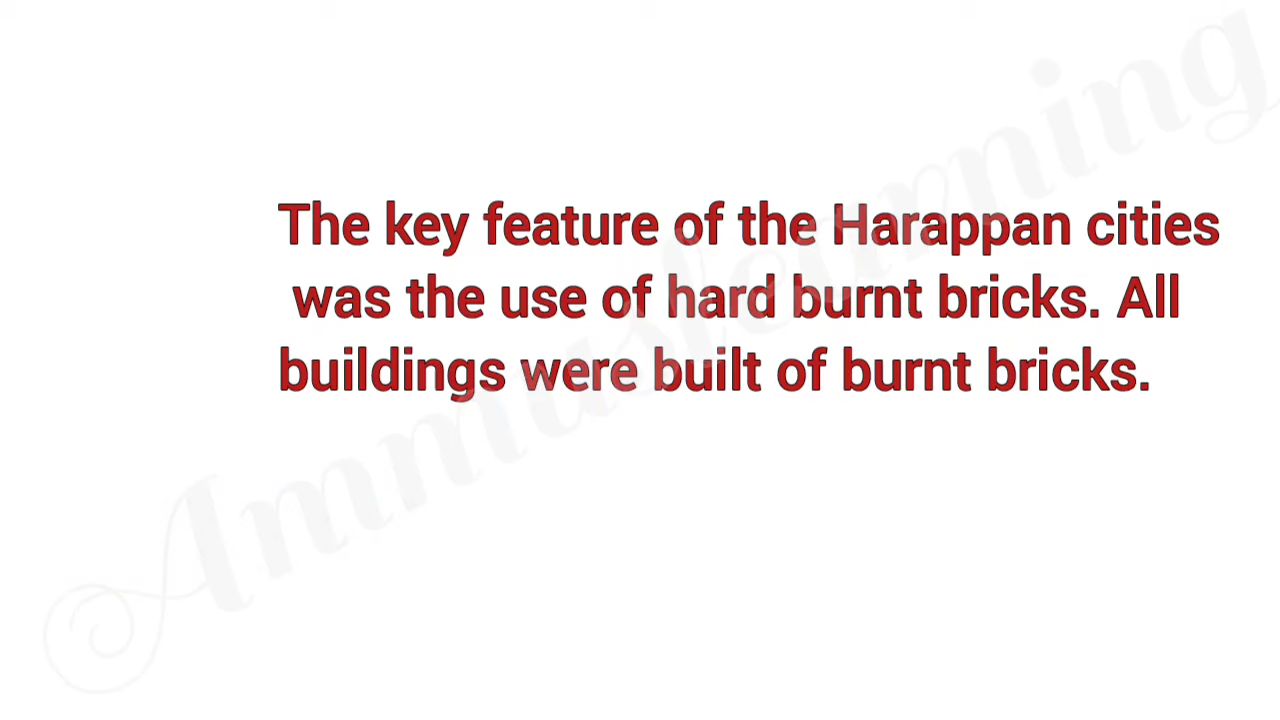 The key feature of the Harappan cities
was the use of hard burnt bricks. All
buildings were built of burnt bricks.
Ammuslearning